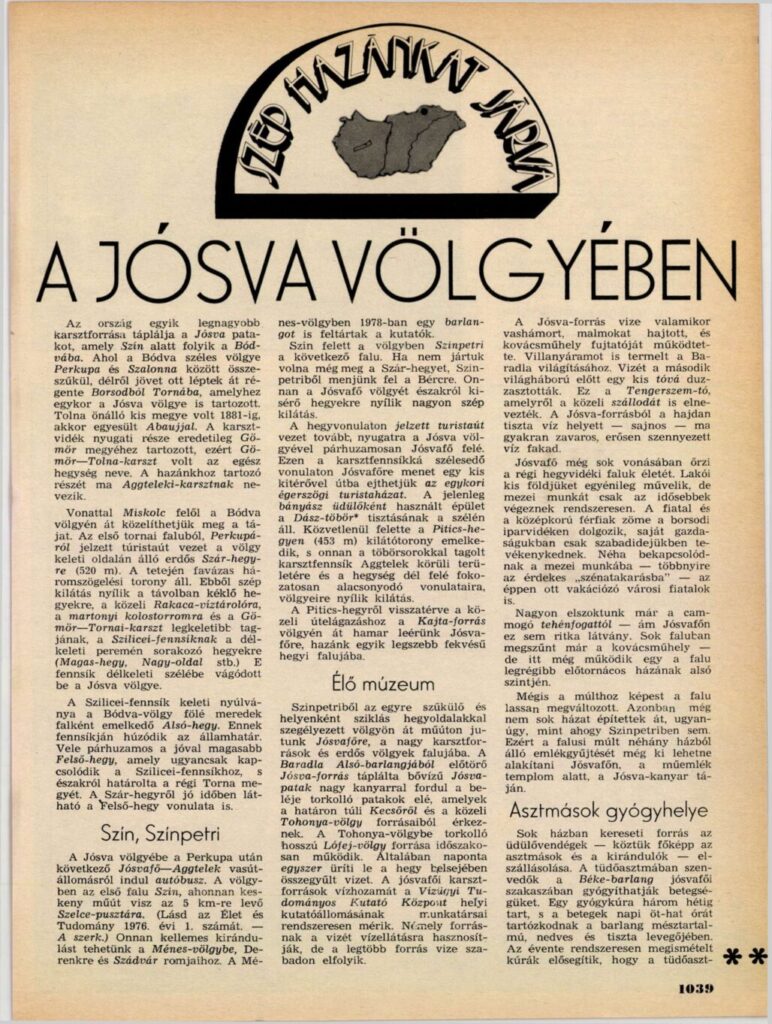 SZÉP HAZÁNKAT JÁRVA
A JÓSVA VÖLGYÉBEN
Az ország egyik legnagyobb
karsztforrása táplálja a Jósva pata-
kot, amely Szin alatt folyik a Bód-
vába. Ahol a Bódva széles völgye
Perkupa és Szalonna között össze-
szűkül, délről jövet ott léptek át ré-
gente Borsodból Tornába, amelyhez
egykor a Jósva völgye is tartozott.
Tolna önálló kis megye volt 1881-ig,
akkor egyesült Abaujjal. A karszt-
vidék nyugati része eredetileg Gö-
mör megyéhez tartozott, ezért Gö-
mör—Tolna-karszt volt az egész
hegység neve. A hazánkhoz tartozó
részét ma Aggteleki-karsztnak ne-
vezik.
Vonattal Miskolc felől a Bódva
völgyén át közelíthetjük meg a tá-
jat. Az első tornai faluból, Perkupá-
ról jelzett túristaút vezet a völgy
keleti oldalán álló erdős Szár-hegy-
re (520 m). A tetején favázas há-
romszögelési torony áll. Ebből szép
kilátás nyílik a távolban kéklő he-
gyekre, a közeli Rakaca-víztárolóra,
a martonyi kolostorromra és a Gö-
mör—Tornai-karszt legkeletibb tag-
jának, a Szilicei-fennsíknak a dél-
keleti peremén sorakozó hegyekre
(Magas-hegy, Nagy-oldal stb.) E
fennsík délkeleti szélébe vágódott
be a Jósva völgye.
A Szilicei-fennsík keleti nyúlvá-
nya a Bódva-völgy fölé meredek
falként emelkedő Alsó-hegy. Ennek
fennsíkján húzódik az államhatár.
Vele párhuzamos a jóval magasabb
Felső-hegy, amely ugyancsak kap-
csolódik a Szilicei-fennsíkhoz, s
északról határolta a régi Torna me-
gyét. A Szár-hegyről jó időben lát-
ható a Felső-hegy vonulata is.
Szín, Színpetri
A Jósva völgyébe a Perkupa után
következő Jósvafő—Aggtelek vasút-
állomásról indul autóbusz. A völgy-
ben az első falu Szin, ahonnan kes-
keny műút visz az 5 km-re levő
Szelce-pusztára. (Lásd az Élet és
Tudomány 1976. évi 1. számát. —
A szerk.) Onnan kellemes kirándu-
lást tehetünk a Ménes-völgybe, De-
renkre és Szádvár romjaihoz. A Mé-
nes-völgyben 1978-ban egy barlan-
got is feltártak a kutatók.
Szin felett a völgyben Szinpetri
a következő falu. Ha nem jártuk
volna még meg a Szár-hegyet, Szin-
petriből menjünk fel a Bércre. On-
nan a Jósvafő völgyét északról kí-
sérő hegyekre nyílik nagyon szép
kilátás.
A hegyvonulaton jelzett turistaút
vezet tovább, nyugatra a Jósva völ-
gyével párhuzamosan Jósvafő felé.
Ezen a karsztfennsíkká szélesedő
vonulaton Jósvafőre menet egy kis
kitérővel útba ejthetjük az egykori
égerszögi turistaházat. A jelenleg
bányász üdülőként használt épület
a Dász-töbör* tisztásának a szélén
áll. Közvetlenül felette a Pitics-he-
gyen (453 m) kilátótorony emelke-
dik, s onnan a töbörsorokkal tagolt
karsztfennsík Aggtelek körüli terü-
letére és a hegység dél felé foko-
zatosan alacsonyodó vonulataira,
völgyeire nyílik kilátás.
A Pitics-hegyről visszatérve a kö-
zeli útelágazáshoz a Kajta-forrás
völgyén át hamar leérünk Jósva-
főre, hazánk egyik legszebb fekvésű
hegyi falujába.
Élő múzeum
Szinpetriből az egyre szűkülő és
helyenként sziklás hegyoldalakkal
szegélyezett völgyön át műúton ju-
tunk Jósvafőre, a nagy karsztfor-
rások és erdős völgyek falujába. A
Baradla Alsó-barlangjából előtörő
Jósva-forrás táplálta bővizű Jósva-
patak nagy kanyarral fordul a be-
léje torkolló patakok elé, amelyek
a határon túli Kecsőről és a közeli
Tohonya-völgy forrásaiból érkez-
nek. A Tohonya-völgybe torkolló
hosszú Lófej-völgy forrása időszako-
san működik. Általában naponta
egyszer üríti le a hegy belsejében
összegyűlt vizet. A jósvafői karszt-
források vízhozamát a Vízügyi Tu-
dományos Kutató Központ helyi
kutatóállomásának munkatársai
rendszeresen mérik. Némely forrás-
nak a vizét vízellátásra hasznosít-
ják, de a legtöbb forrás vize sza-
badon elfolyik.
A Jósva-forrás vize valamikor
vashámort, malmokat hajtott, és
kovácsműhely fujtatóját működtet-
te. Villanyáramot is termelt a Ba-
radla világításához. Vizét a második
világháború előtt egy kis tóvá duz-
zasztották. Ez a Tengerszem-tó,
amelyről a közeli szállodát is elne-
vezték. A Jósva-forrásból a hajdan
tiszta víz helyett — sajnos — ma
gyakran zavaros, erősen szennyezett
víz fakad.
Jósvafő még sok vonásában őrzi
a régi hegyvidéki faluk életét. Lakói
kis földjüket egyénileg művelik, de
mezei munkát csak az idősebbek
végeznek rendszeresen. A fiatal és
a középkorú férfiak zöme a borsodi
iparvidéken dolgozik, saját gazda-
ságukban csak szabadidejükben te-
vékenykednek. Néha bekapcsolód-
nak a mezei munkába — többnyire
az érdekes „szénatakarásba" — az
éppen ott vakációzó városi fiatalok
is.
Nagyon elszoktunk már a cam-
mogó tehénfogattól — ám Jósvafőn
ez sem ritka látvány. Sok faluban
megszűnt már a kovácsműhely —
de itt még működik egy a falu
legrégibb előtornácos házának alsó
szintjén.
Mégis a múlthoz képest a falu
lassan megváltozott. Azonban még
nem sok házat építettek át, ugyan-
úgy, mint ahogy Szinpetriben sem.
Ezért a falusi múlt néhány házból
álló emlékgyűjtését még ki lehetne
alakítani Jósvafőn, a műemlék
templom alatt, a Jósva-kanyar tá-
ján.
Asztmások gyógyhelye
Sok házban kereseti forrás az
üdülővendégek — köztük főképp az
asztmások és a kirándulók — el-
szállásolása. A tüdőasztmában szen-
vedők a Béke-barlang jósvafői
szakaszában gyógyíthatják betegsé-
güket. Egy gyógykúra három hétig
tart, s a betegek napi öt-hat órát
tartózkodnak a barlang mésztartal-
mú, nedves és tiszta levegőjében.
Az évente rendszeresen megismételt
kúrák elősegítik, hogy a tüdőaszt-
**
1039